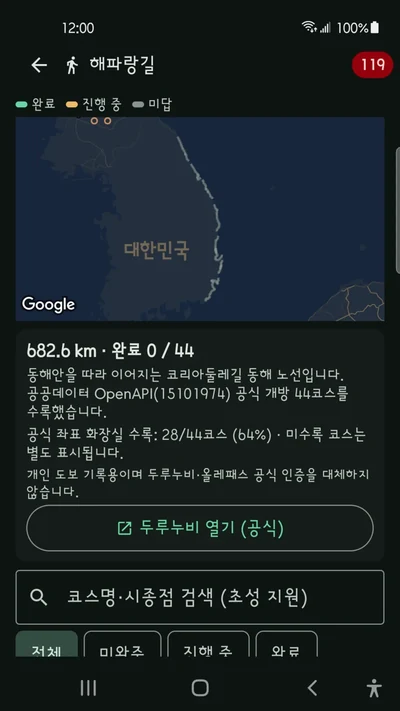 12:00
100%
해파랑길
119
완료 진행 중 미답
대한민국
Google
682.6 km · 완료 0 / 44
동해안을 따라 이어지는 코리아둘레길 동해 노선입니다.
공공데이터 OpenAPI(15101974) 공식 개방 44코스를
수록했습니다.
공식 좌표 화장실 수록: 28/44코스 (64%) · 미수록 코스는
별도 표시됩니다.
개인 도보 기록용이며 두루누비·올레패스 공식 인증을 대체하지
않습니다.
두루누비 열기 (공식)
코스명·시종점 검색 (초성 지원)
전체 미완주 진행 중 완료